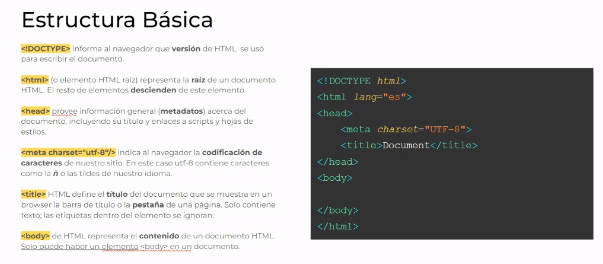 Estructura Básica
<!DOCTYPE> informa al navegador que versión de HTML se usó
para escribir el documento.
<html> (o elemento HTML raíz) representa la raíz de un documento
HTML. El resto de elementos descienden de este elemento.
<head> provee información general (metadatos) acerca del
documento, incluyendo su título y enlaces a scripts y hojas de
estilos.
<meta charset="utf-8"/> indica al navegador la codificación de
caracteres de nuestro sitio. En este caso utf-8 contiene caracteres
como la ñ o las tildes de nuestro idioma.
<title> HTML define el título del documento que se muestra en un
browser la barra de título o la pestaña de una página. Solo contiene
texto; las etiquetas dentro del elemento se ignoran.
<body> de HTML representa el contenido de un documento HTML.
Solo puede haber un elemento <body> en un documento.
<!DOCTYPE html>
<html lang="es">
<head>
<meta charset="UTF-8">
<title>Document</title>
</head>
<body>
</body>
</html>